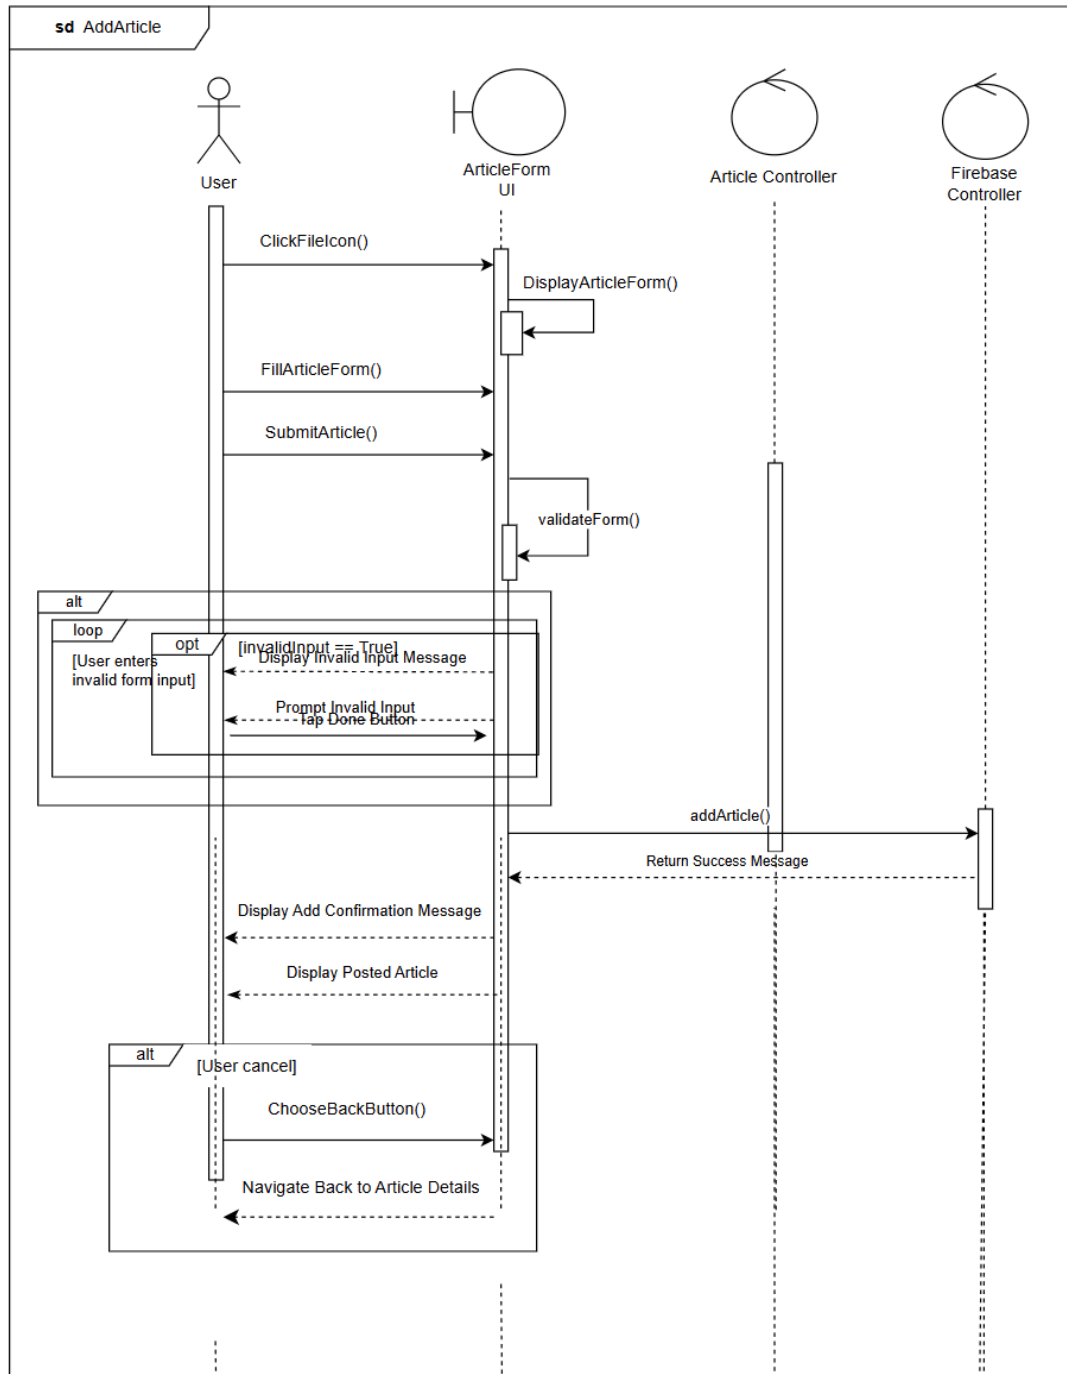 sd AddArticle
User
ArticleForm
UI
Article Controller
Firebase
Controller
ClickFileIcon()
DisplayArticleForm()
FillArticleForm()
SubmitArticle()
validateForm()
alt
loop
opt
[invalidInput == True]
[User enters
invalid form input]
Display Invalid Input Message
Prompt Invalid Input
Tap Done Button
addArticle()
Return Success Message
Display Add Confirmation Message
Display Posted Article
alt
[User cancel]
ChooseBackButton()
Navigate Back to Article Details